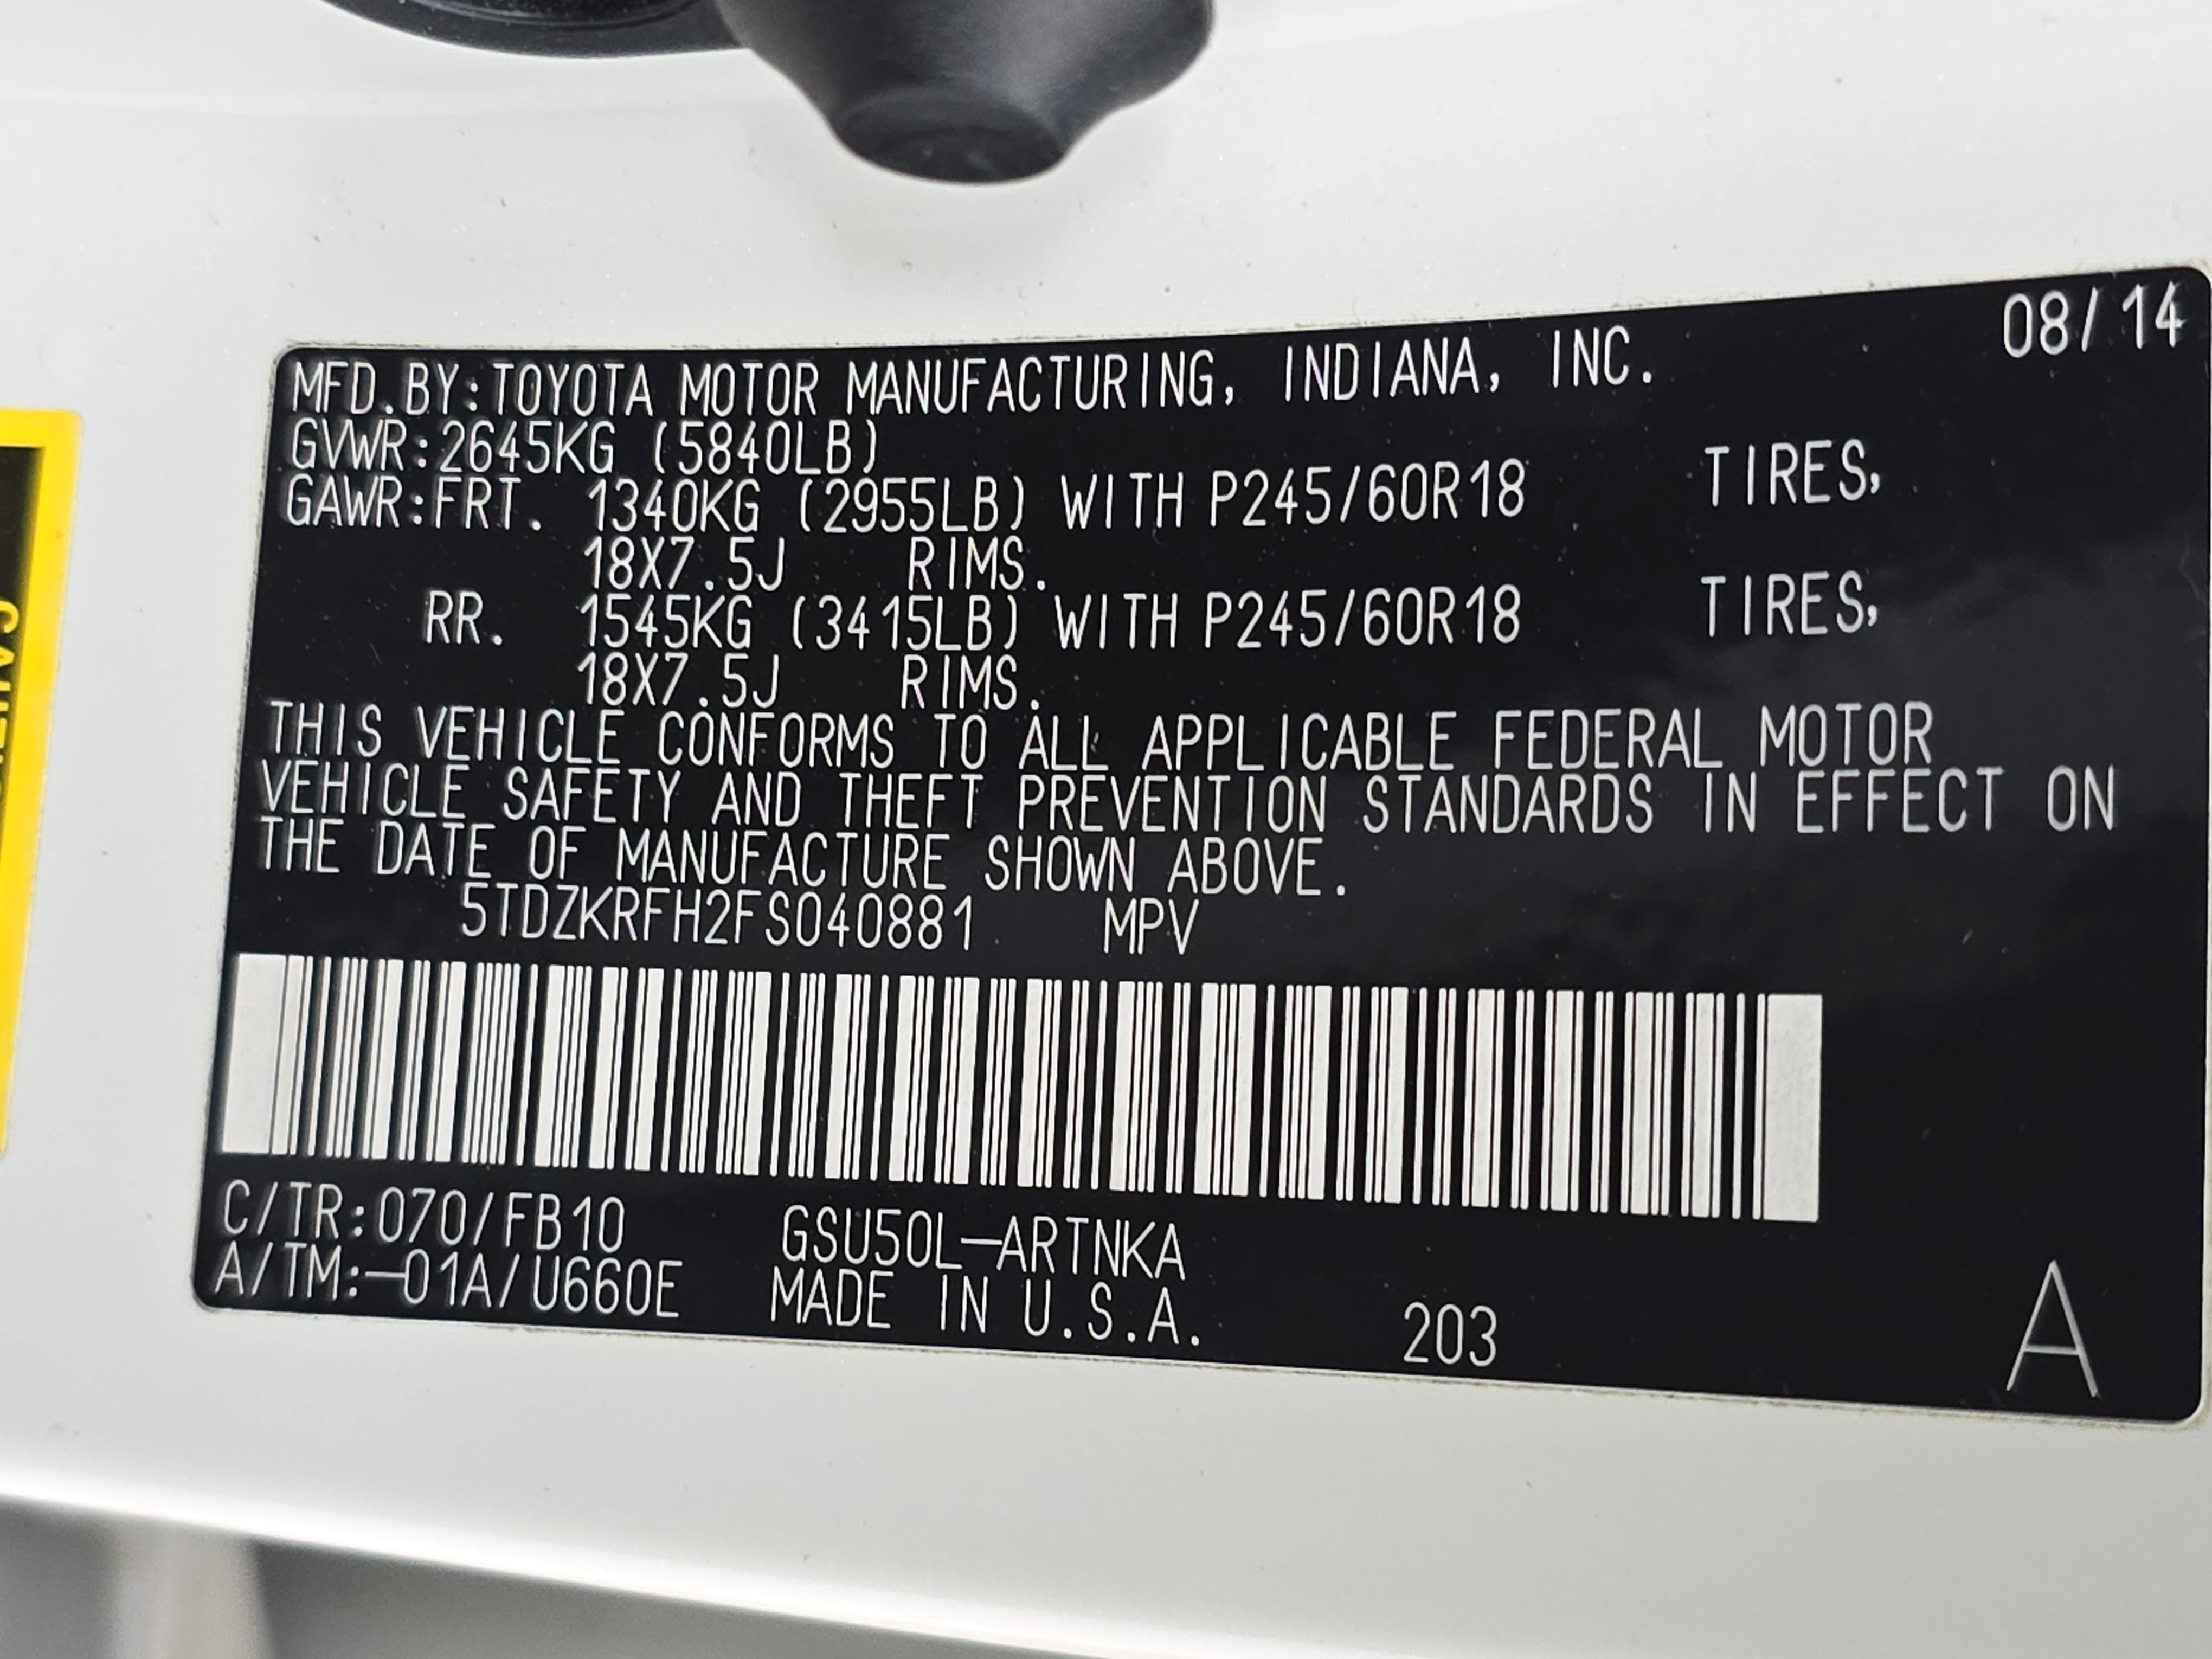 08/14
MFD.BY:TOYOTA MOTOR MANUFACTURING, INDIANA, INC.
GVWR:2645KG (5840LB)
GAWR:FRT. 1340KG (2955LB) WITH P245/60R18 TIRES,
18X7.5J RIMS.
RR. 1545KG (3415LB) WITH P245/60R18 TIRES,
18X7.5J RIMS.
THIS VEHICLE CONFORMS TO ALL APPLICABLE FEDERAL MOTOR
VEHICLE SAFETY AND THEFT PREVENTION STANDARDS IN EFFECT ON
THE DATE OF MANUFACTURE SHOWN ABOVE.
5TDZKRFH2FS040881 MPV
C/TR:070/FB10 GSU50L-ARTNKA
A/TM:-01A/U660E MADE IN U.S.A. 203 A